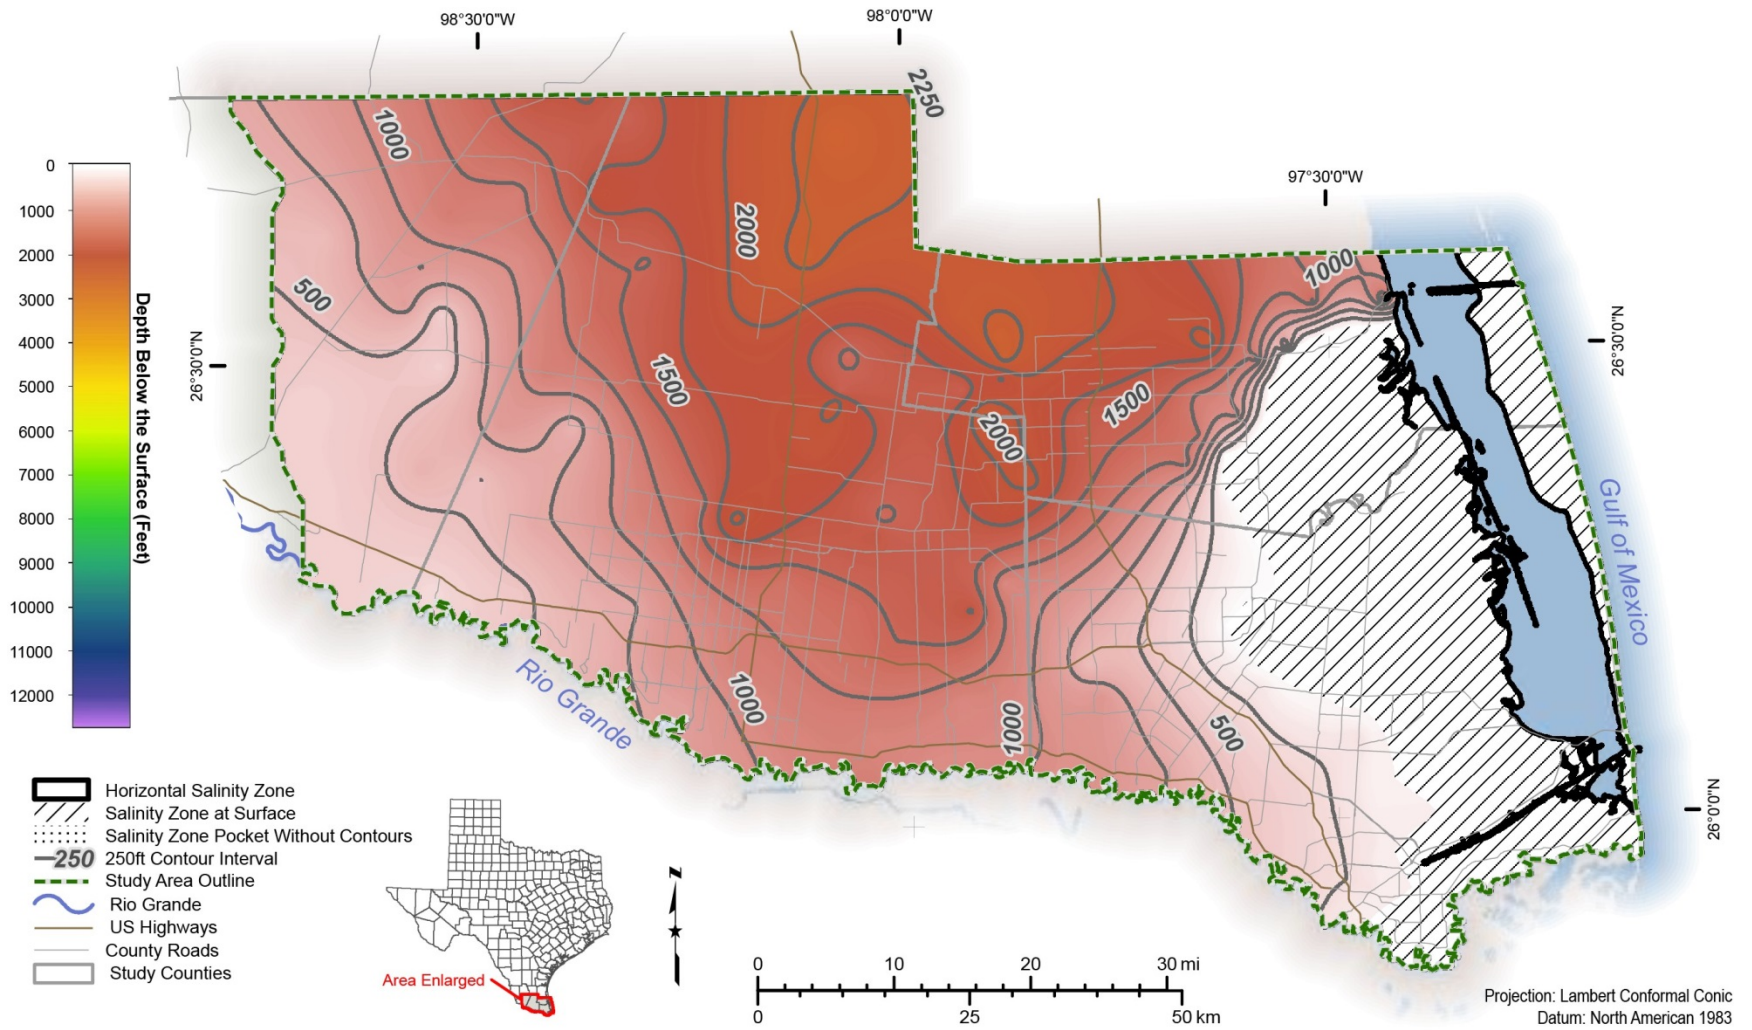 98°30'0"W
98°0'0"W
97°30'0"W
2250
1000
2000
1000
500
1500
1500
2000
26°30'0"N
26°30'0"N
0
1000
2000
3000
4000
5000
6000
7000
8000
9000
10000
11000
12000
Depth Below the Surface (Feet)
Gulf of Mexico
Rio Grande
1000
1000
500
26°0'0"N
Horizontal Salinity Zone
Salinity Zone at Surface
Salinity Zone Pocket Without Contours
250 250ft Contour Interval
Study Area Outline
Rio Grande
US Highways
County Roads
Study Counties
Area Enlarged
N
0 10 20 30 mi
0 25 50 km
Projection: Lambert Conformal Conic
Datum: North American 1983